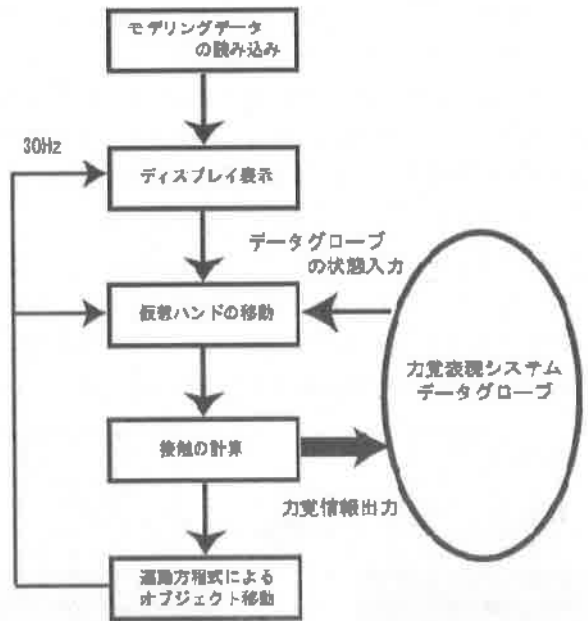 モデリングデータ
の読み込み
30Hz
ディスプレイ表示
データグローブ
の状態入力
仮想ハンドの移動
力覚表現システム
データグローブ
接触の計算
力覚情報出力
運動方程式による
オブジェクト移動